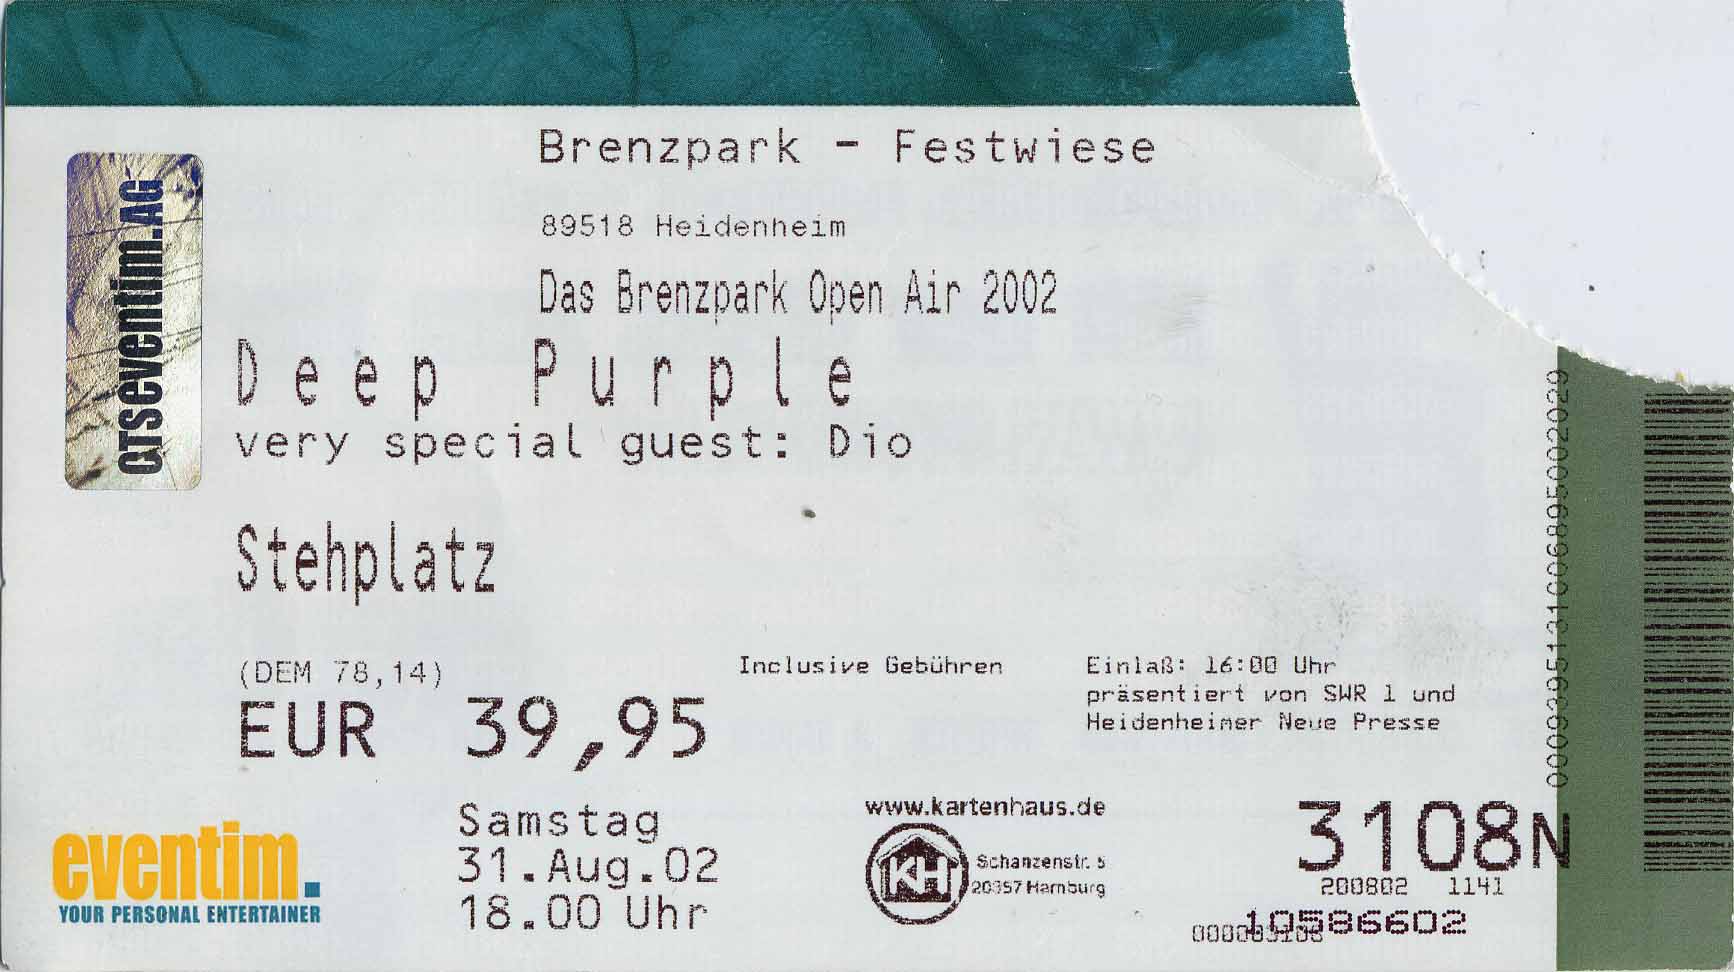 Brenzpark - Festwiese
89518 Heidenheim
Das Brenzpark Open Air 2002
Deep Purple
very special guest: Dio
Stehplatz
(DEM 78,14)
EUR 39,95
Inclusive Gebühren
Einlaß: 16:00 Uhr
präsentiert von SWR 1 und
Heidenheimer Neue Presse
Samstag
31.Aug.02
18.00 Uhr
www.kartenhaus.de
KH
Schanzenstr. 5
20357 Hamburg
3108N
200802 1141
10586602
eventim.
YOUR PERSONAL ENTERTAINER
CTSeventim.AG